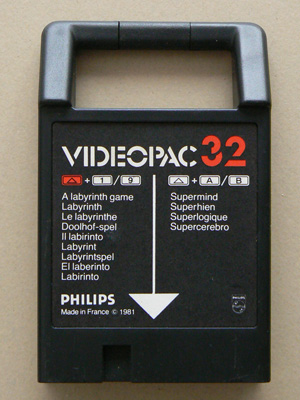 VIDEOPAC 32
+ 1 / 9
+ A / B
A labyrinth game
Labyrinth
Le labyrinthe
Doolhof-spel
Il labirinto
Labyrint
Labyrintspel
El laberinto
Labirinto
Supermind
Superhien
Superlogique
Supercerebro
PHILIPS
Made in France © 1981
PHILIPS